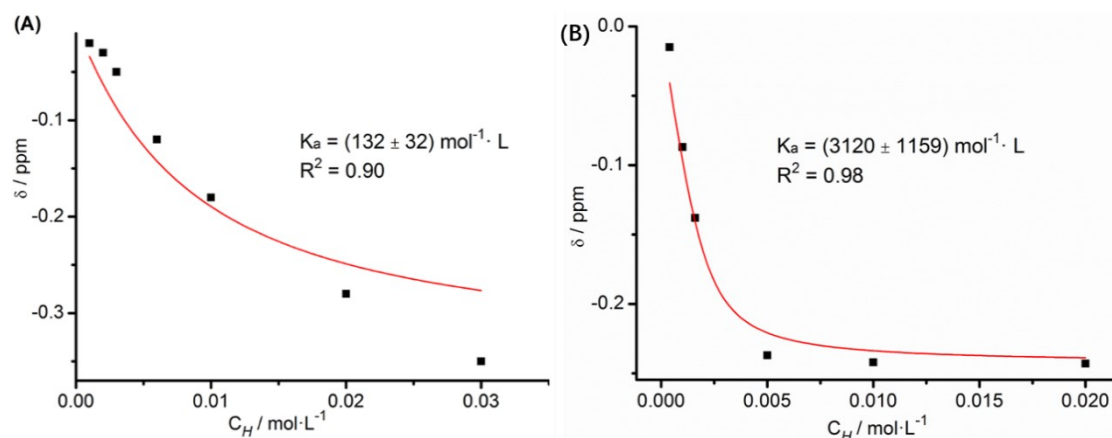 (A)
-0.1
-0.2
-0.3
δ / ppm
Ka = (132 ± 32) mol⁻¹· L
R² = 0.90
0.00 0.01 0.02 0.03
C_H / mol·L⁻¹
(B)
0.0
-0.1
-0.2
δ / ppm
Ka = (3120 ± 1159) mol⁻¹· L
R² = 0.98
0.000 0.005 0.010 0.015 0.020
C_H / mol·L⁻¹